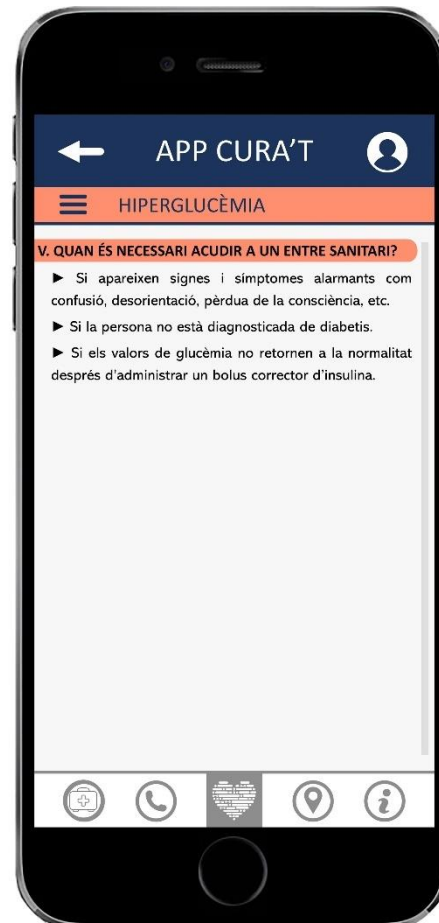 APP CURA'T
HIPERGLUCÈMIA
V. QUAN ÉS NECESSARI ACUDIR A UN ENTRE SANITARI?
► Si apareixen signes i símptomes alarmants com
confusió, desorientació, pèrdua de la consciència, etc.
► Si la persona no està diagnosticada de diabetis.
► Si els valors de glucèmia no retornen a la normalitat
després d'administrar un bolus corrector d'insulina.